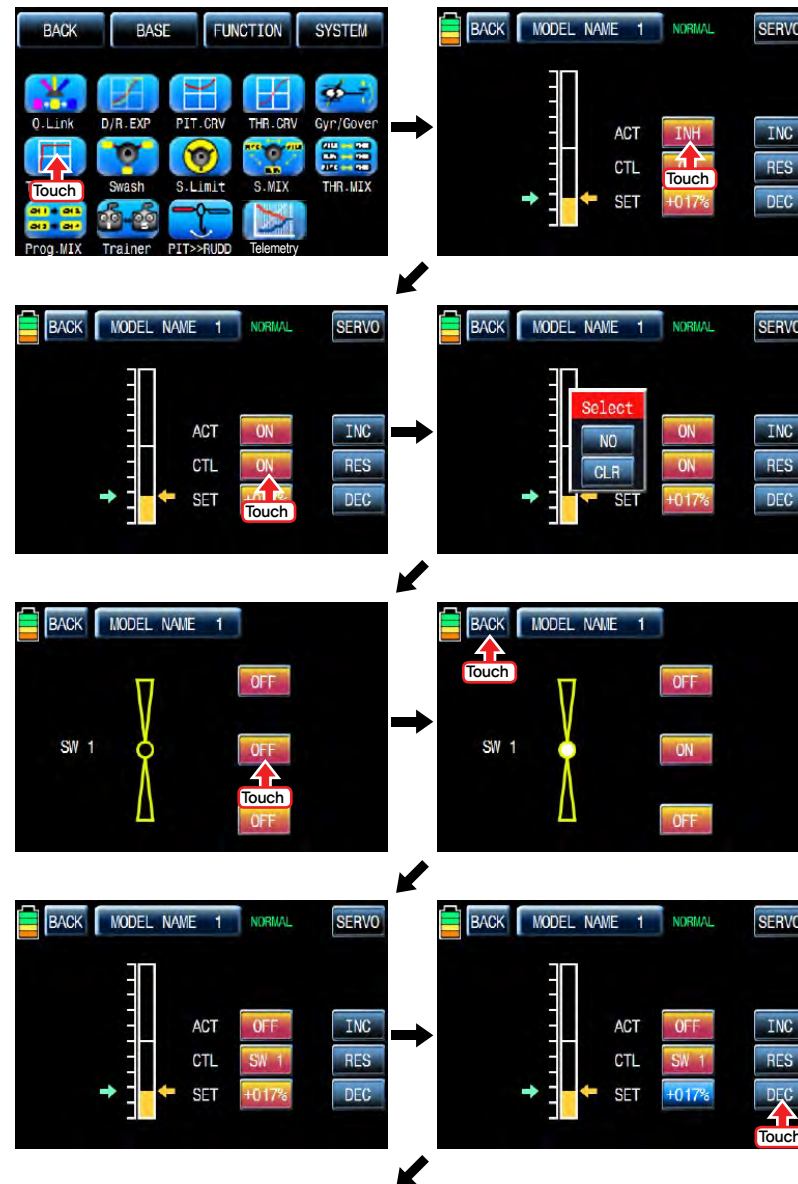 BACK BASE FUNCTION SYSTEM
Q.Link D/R.EXP PIT.CRV THR.CRV Gyr/Gover
Touch
Swash S.Limit S.MIX THR.MIX
Prog.MIX Trainer PIT>>RUDD Telemetry
BACK MODEL NAME 1 NORMAL SERVO
ACT INH INC
CTL Touch RES
SET +017% DEC
BACK MODEL NAME 1 NORMAL SERVO
ACT ON INC
CTL ON RES
SET Touch DEC
BACK MODEL NAME 1 NORMAL SERVO
Select
NO ON INC
CLR ON RES
SET +017% DEC
BACK MODEL NAME 1
OFF
SW 1 OFF
Touch
OFF
BACK MODEL NAME 1
Touch
OFF
SW 1 ON
OFF
BACK MODEL NAME 1 NORMAL SERVO
ACT OFF INC
CTL SW 1 RES
SET +017% DEC
BACK MODEL NAME 1 NORMAL SERVO
ACT OFF INC
CTL SW 1 RES
SET +017% DEC
Touch